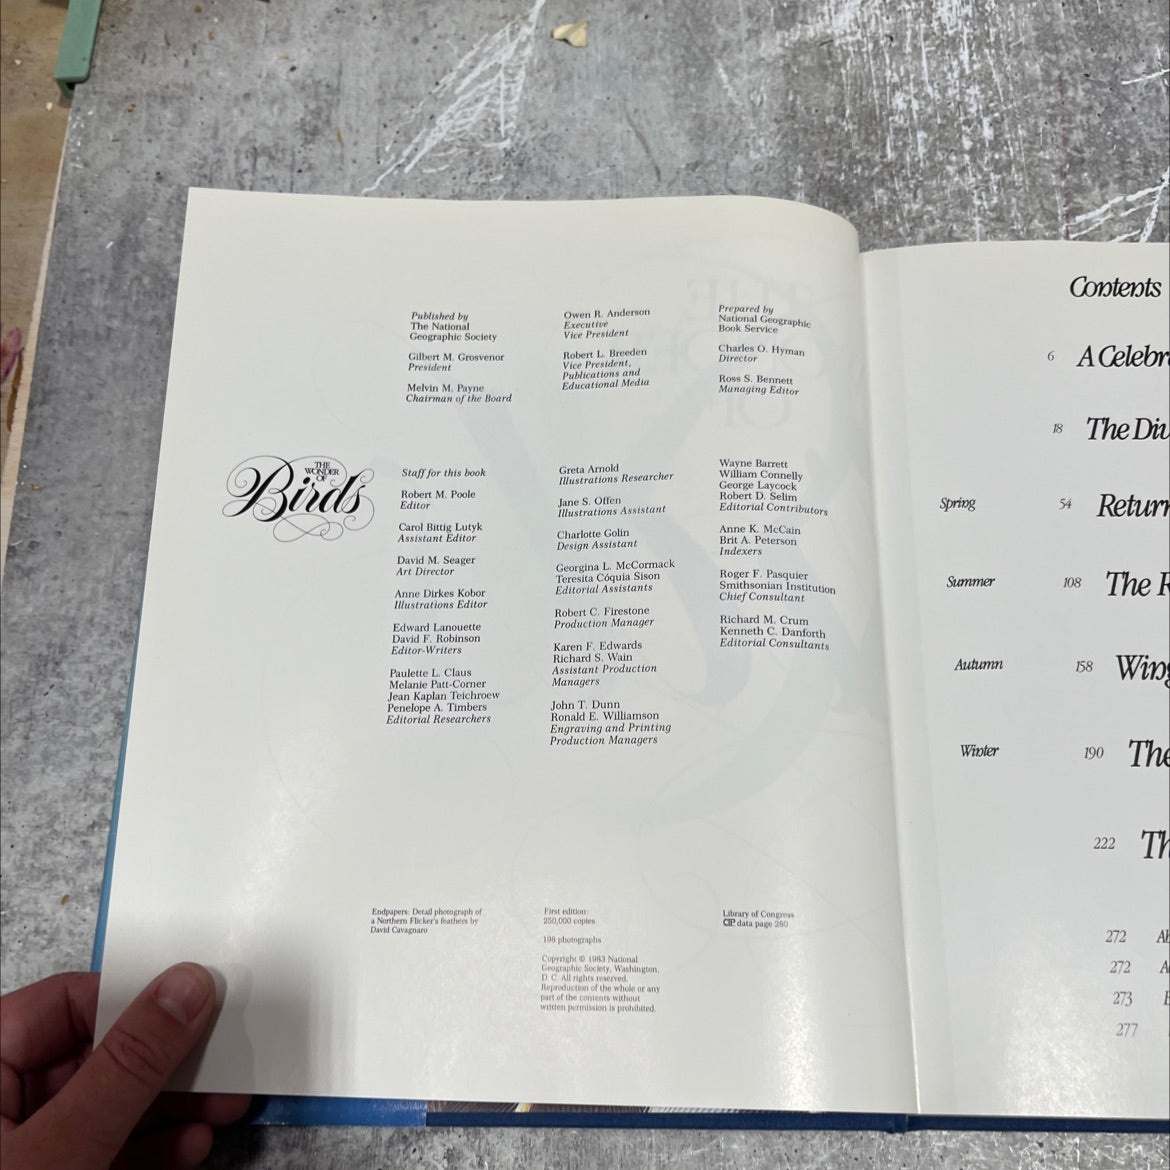 Published by
The National
Geographic Society
Gilbert M. Grosvenor
President
Melvin M. Payne
Chairman of the Board
Owen R. Anderson
Executive
Vice President
Robert L. Breeden
Vice President,
Publications and
Educational Media
Prepared by
National Geographic
Book Service
Charles O. Hyman
Director
Ross S. Bennett
Managing Editor
THE
WONDER
OF
Birds
Staff for this book
Robert M. Poole
Editor
Carol Bittig Lutyk
Assistant Editor
David M. Seager
Art Director
Anne Dirkes Kobor
Illustrations Editor
Edward Lanouette
David F. Robinson
Editor-Writers
Paulette L. Claus
Melanie Patt-Corner
Jean Kaplan Teichroew
Penelope A. Timbers
Editorial Researchers
Greta Arnold
Illustrations Researcher
Jane S. Offen
Illustrations Assistant
Charlotte Golin
Design Assistant
Georgina L. McCormack
Teresita Cóquia Sison
Editorial Assistants
Robert C. Firestone
Production Manager
Karen F. Edwards
Richard S. Wain
Assistant Production
Managers
John T. Dunn
Ronald E. Williamson
Engraving and Printing
Production Managers
Wayne Barrett
William Connelly
George Laycock
Robert D. Selim
Editorial Contributors
Anne K. McCain
Brit A. Peterson
Indexers
Roger F. Pasquier
Smithsonian Institution
Chief Consultant
Richard M. Crum
Kenneth C. Danforth
Editorial Consultants
Endpapers: Detail photograph of
a Northern Flicker's feathers by
David Cavagnaro
First edition:
250,000 copies
198 photographs
Copyright © 1983 National
Geographic Society, Washington,
D. C. All rights reserved.
Reproduction of the whole or any
part of the contents without
written permission is prohibited.
Library of Congress
CIP data page 280
Contents
6 A Celebr
18 The Div
Spring 54 Return
Summer 108 The
Autumn 158 Wing
Winter 190 The
222 Th
272
272 A
273
277